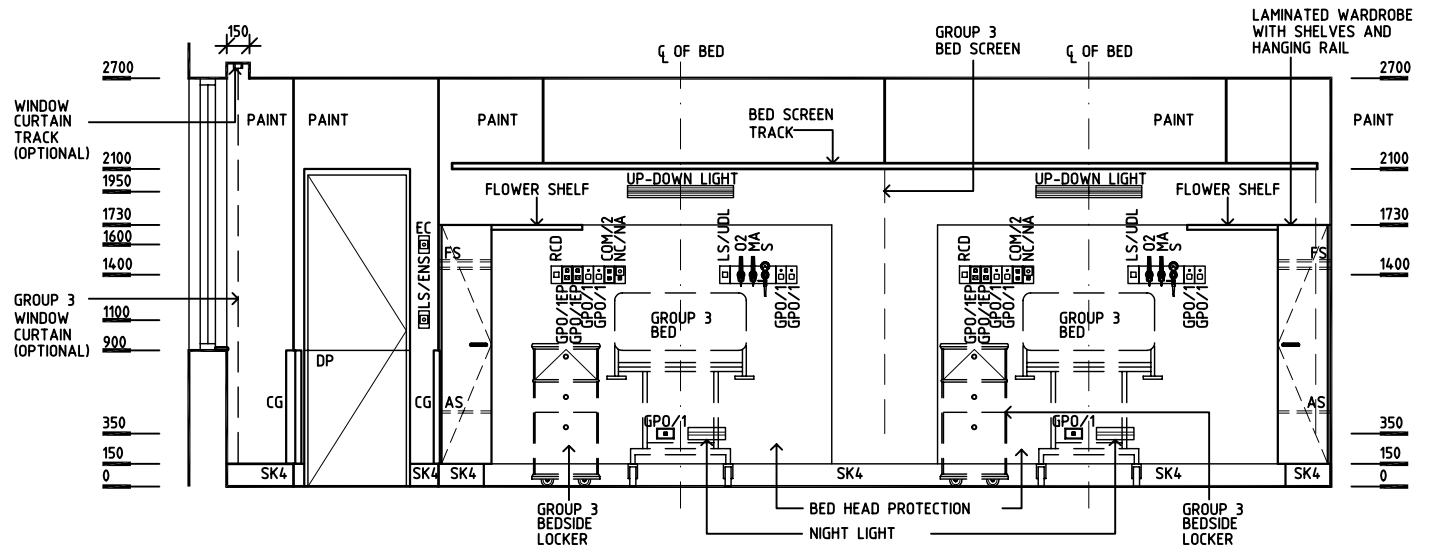 LAMINATED WARDROBE
WITH SHELVES AND
HANGING RAIL
150
GROUP 3
BED SCREEN
℄ OF BED
℄ OF BED
2700
2700
WINDOW
CURTAIN
TRACK
(OPTIONAL)
PAINT
PAINT
PAINT
BED SCREEN
TRACK
PAINT
PAINT
2100
2100
1950
UP-DOWN LIGHT
UP-DOWN LIGHT
FLOWER SHELF
FLOWER SHELF
1730
1730
1600
1400
1400
EC
LS/ENS
FS
FS
RCD
COM/2
NC/NA
LS/UDL
O2
MA
S
RCD
COM/2
NC/NA
LS/UDL
O2
MA
S
GPO/1EP
GPO/1EP
GPO/1
GPO/1
GPO/1
GPO/1
GPO/1EP
GPO/1EP
GPO/1
GPO/1
GPO/1
GPO/1
GROUP 3
WINDOW
CURTAIN
(OPTIONAL)
1100
1100
GROUP 3
BED
GROUP 3
BED
900
900
DP
CG
CG
AS
AS
GPO/1
GPO/1
350
350
150
150
0
0
SK4
SK4
SK4
SK4
SK4
SK4
GROUP 3
BEDSIDE
LOCKER
BED HEAD PROTECTION
NIGHT LIGHT
GROUP 3
BEDSIDE
LOCKER